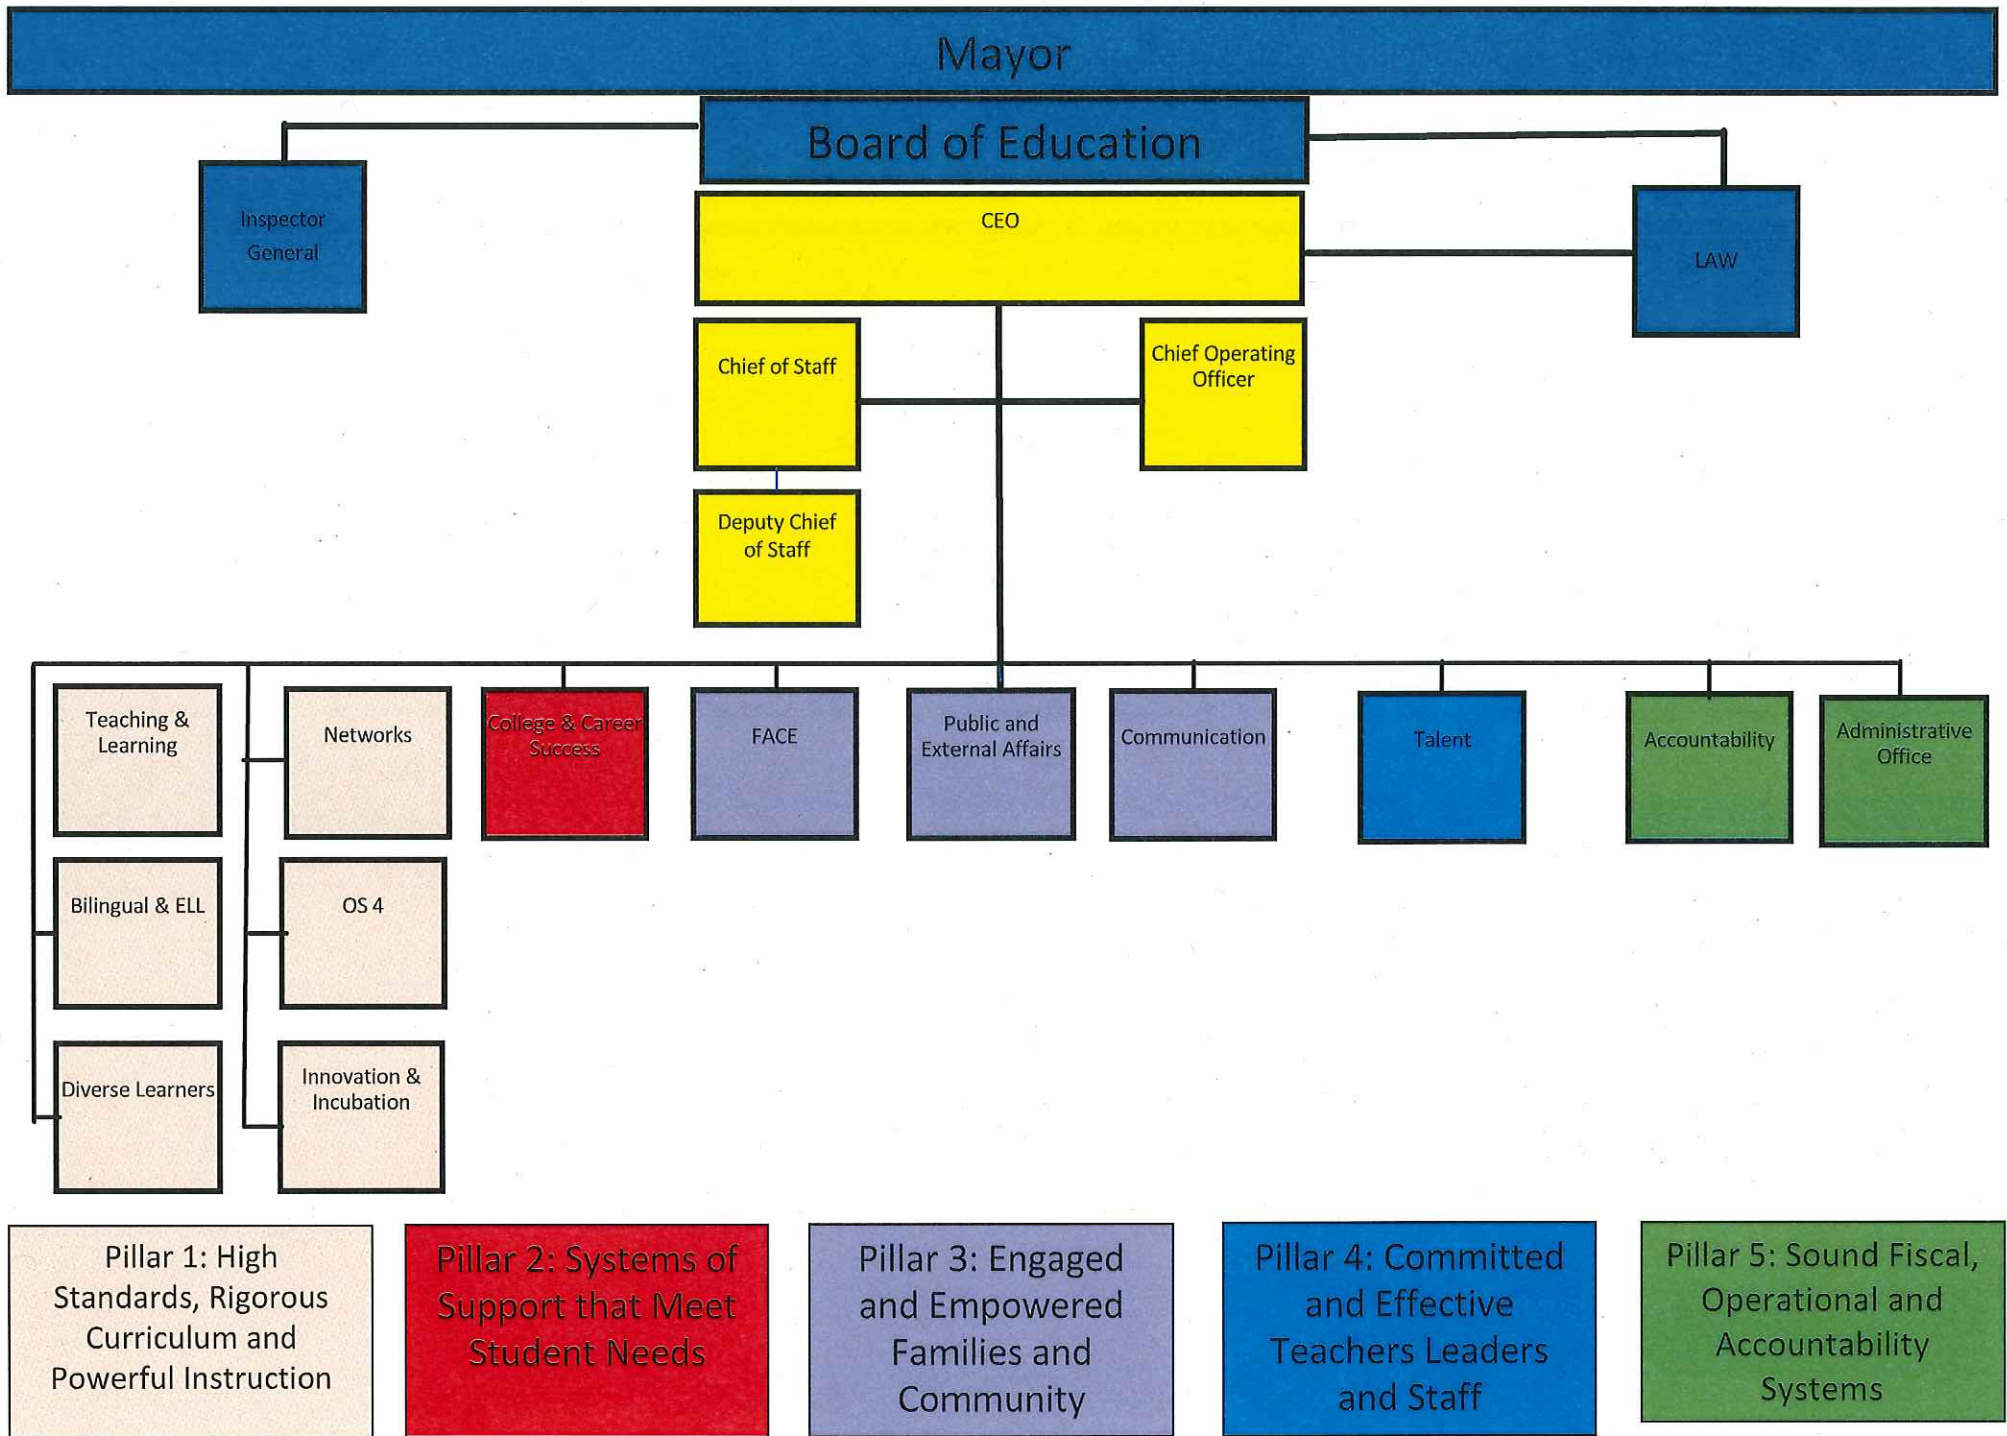 Mayor
Board of Education
Inspector
General
CEO
LAW
Chief of Staff
Chief Operating
Officer
Deputy Chief
of Staff
Teaching &
Learning
Networks
College & Career
Success
FACE
Public and
External Affairs
Communication
Talent
Accountability
Administrative
Office
Bilingual & ELL
OS 4
Diverse Learners
Innovation &
Incubation
Pillar 1: High
Standards, Rigorous
Curriculum and
Powerful Instruction
Pillar 2: Systems of
Support that Meet
Student Needs
Pillar 3: Engaged
and Empowered
Families and
Community
Pillar 4: Committed
and Effective
Teachers Leaders
and Staff
Pillar 5: Sound Fiscal,
Operational and
Accountability
Systems